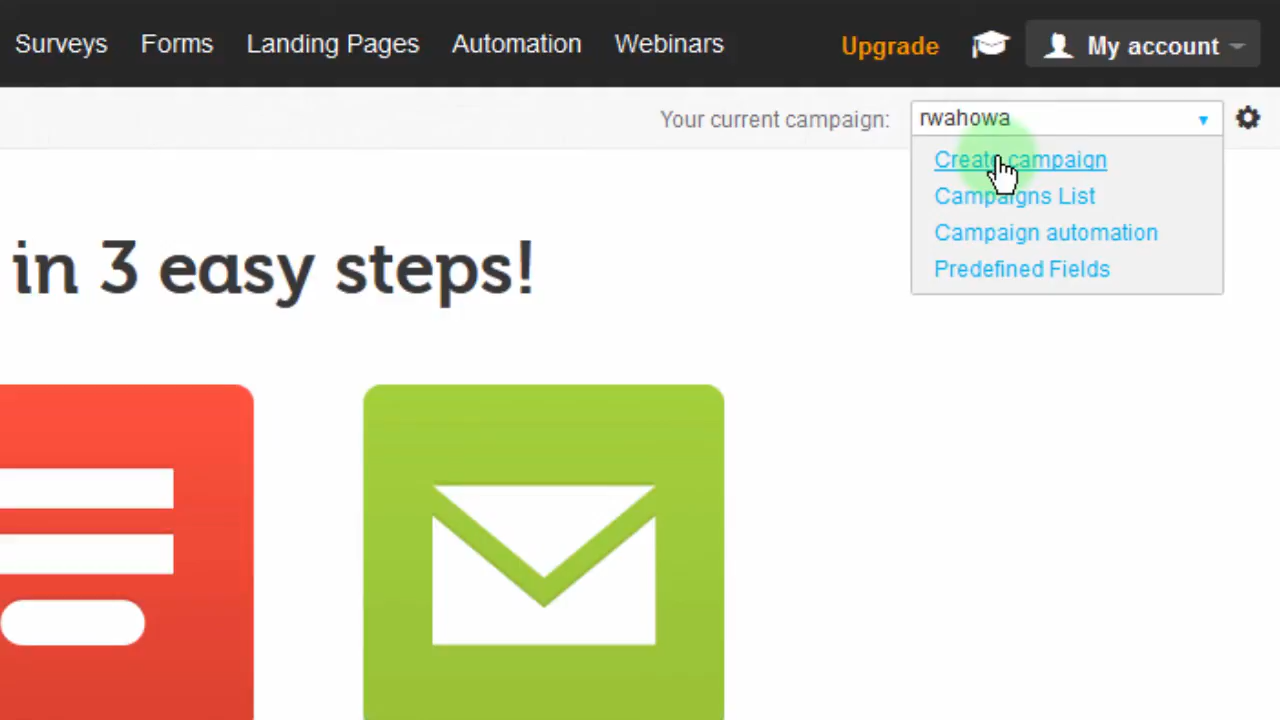 Surveys Forms Landing Pages Automation Webinars Upgrade My account
Your current campaign: rwahowa
Create campaign
Campaigns List
Campaign automation
Predefined Fields
in 3 easy steps!